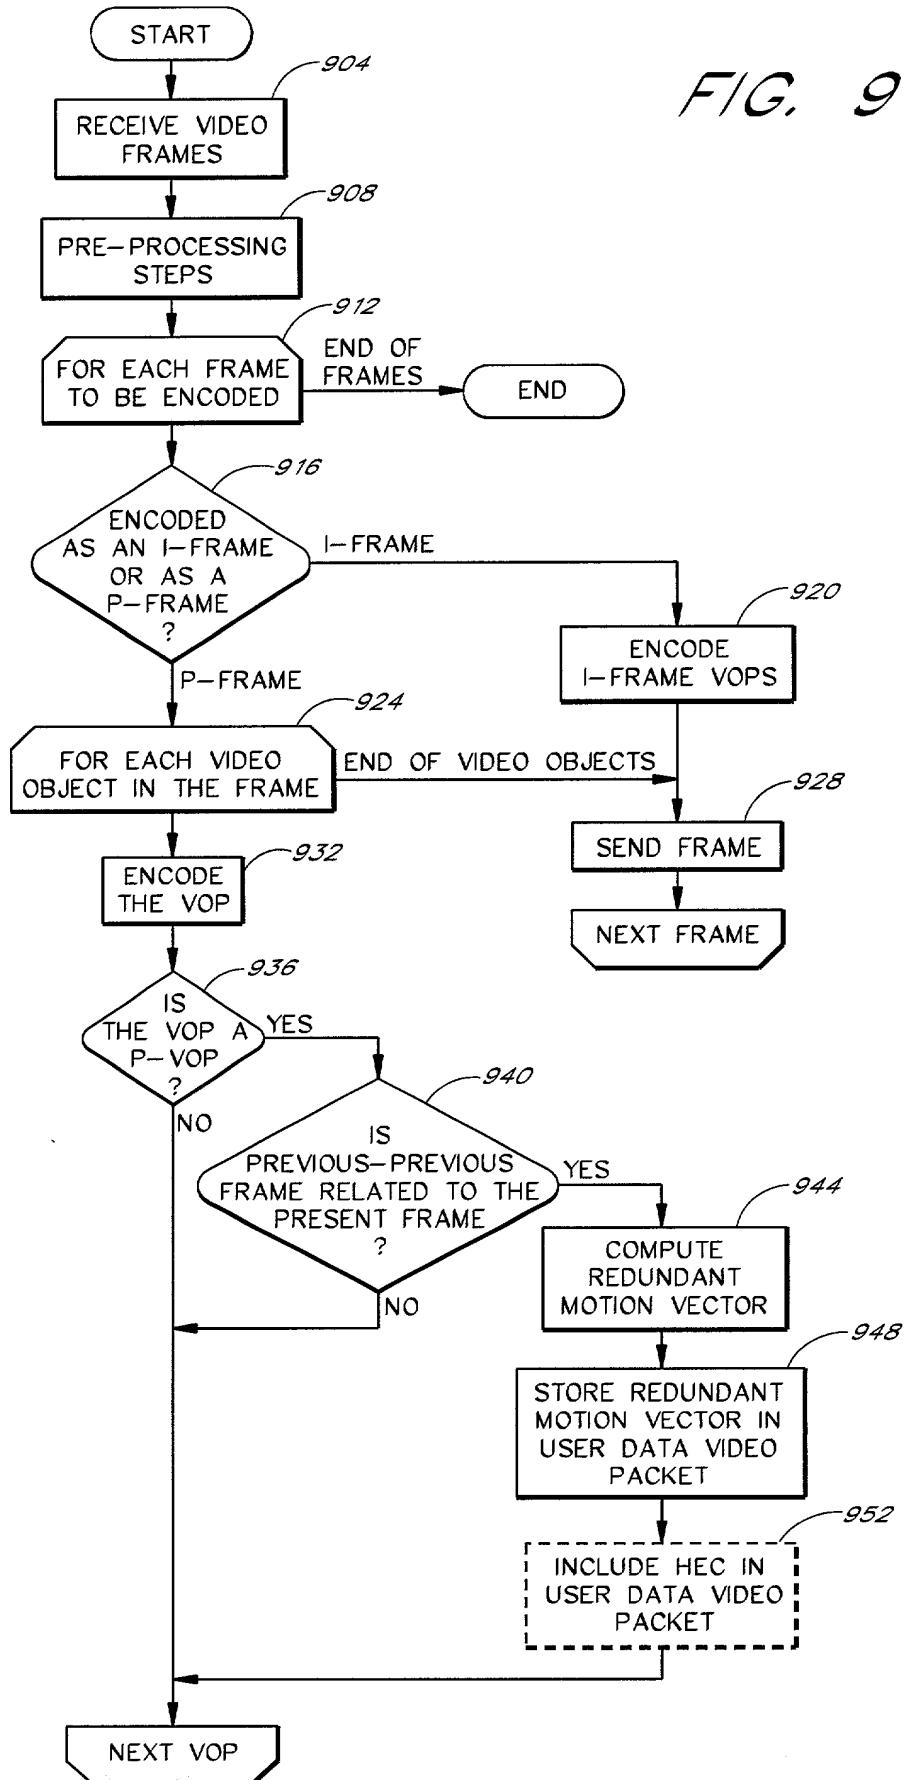 START
FIG. 9
904
RECEIVE VIDEO
FRAMES
908
PRE-PROCESSING
STEPS
912
FOR EACH FRAME
TO BE ENCODED
END OF
FRAMES
END
916
ENCODED
AS AN I-FRAME
OR AS A
P-FRAME
?
I-FRAME
920
ENCODE
I-FRAME VOPS
P-FRAME
924
FOR EACH VIDEO
OBJECT IN THE FRAME
END OF VIDEO OBJECTS
928
SEND FRAME
NEXT FRAME
932
ENCODE
THE VOP
936
IS
THE VOP A
P-VOP
?
YES
NO
940
IS
PREVIOUS-PREVIOUS
FRAME RELATED TO THE
PRESENT FRAME
?
YES
NO
944
COMPUTE
REDUNDANT
MOTION VECTOR
948
STORE REDUNDANT
MOTION VECTOR IN
USER DATA VIDEO
PACKET
952
INCLUDE HEC IN
USER DATA VIDEO
PACKET
NEXT VOP